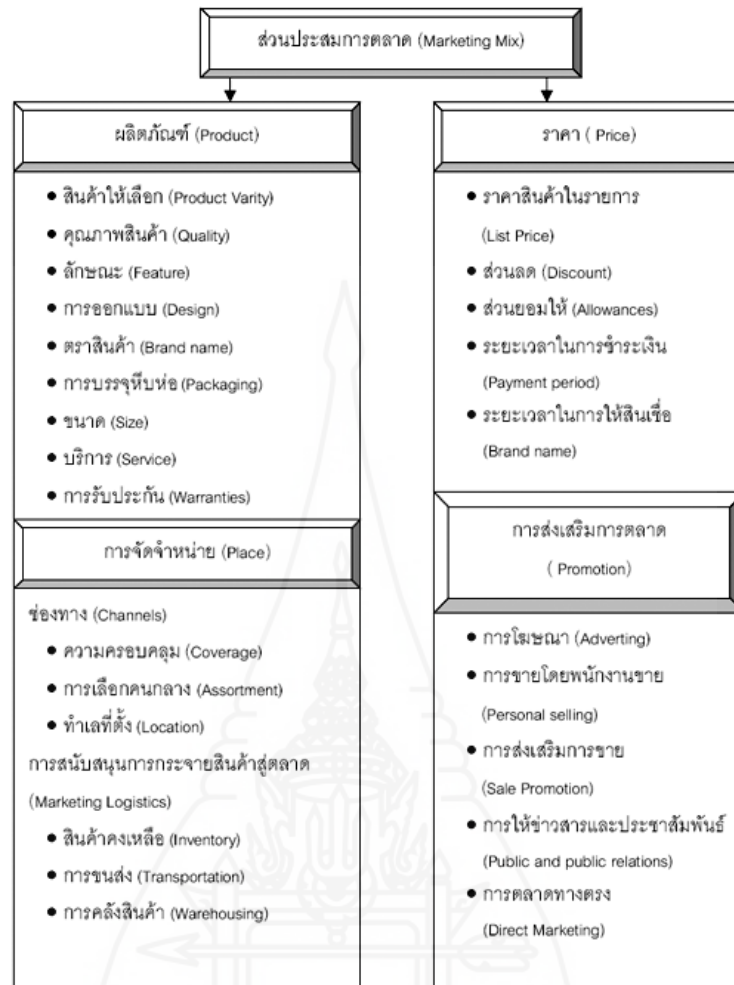 ส่วนประสมการตลาด (Marketing Mix)
ผลิตภัณฑ์ (Product)
• สินค้าให้เลือก (Product Varity)
• คุณภาพสินค้า (Quality)
• ลักษณะ (Feature)
• การออกแบบ (Design)
• ตราสินค้า (Brand name)
• การบรรจุหีบห่อ (Packaging)
• ขนาด (Size)
• บริการ (Service)
• การรับประกัน (Warranties)
การจัดจำหน่าย (Place)
ช่องทาง (Channels)
• ความครอบคลุม (Coverage)
• การเลือกคนกลาง (Assortment)
• ทำเลที่ตั้ง (Location)
การสนับสนุนการกระจายสินค้าสู่ตลาด
(Marketing Logistics)
• สินค้าคงเหลือ (Inventory)
• การขนส่ง (Transportation)
• การคลังสินค้า (Warehousing)
ราคา ( Price)
• ราคาสินค้าในรายการ
(List Price)
• ส่วนลด (Discount)
• ส่วนยอมให้ (Allowances)
• ระยะเวลาในการชำระเงิน
(Payment period)
• ระยะเวลาในการให้สินเชื่อ
(Brand name)
การส่งเสริมการตลาด
( Promotion)
• การโฆษณา (Adverting)
• การขายโดยพนักงานขาย
(Personal selling)
• การส่งเสริมการขาย
(Sale Promotion)
• การให้ข่าวสารและประชาสัมพันธ์
(Public and public relations)
• การตลาดทางตรง
(Direct Marketing)